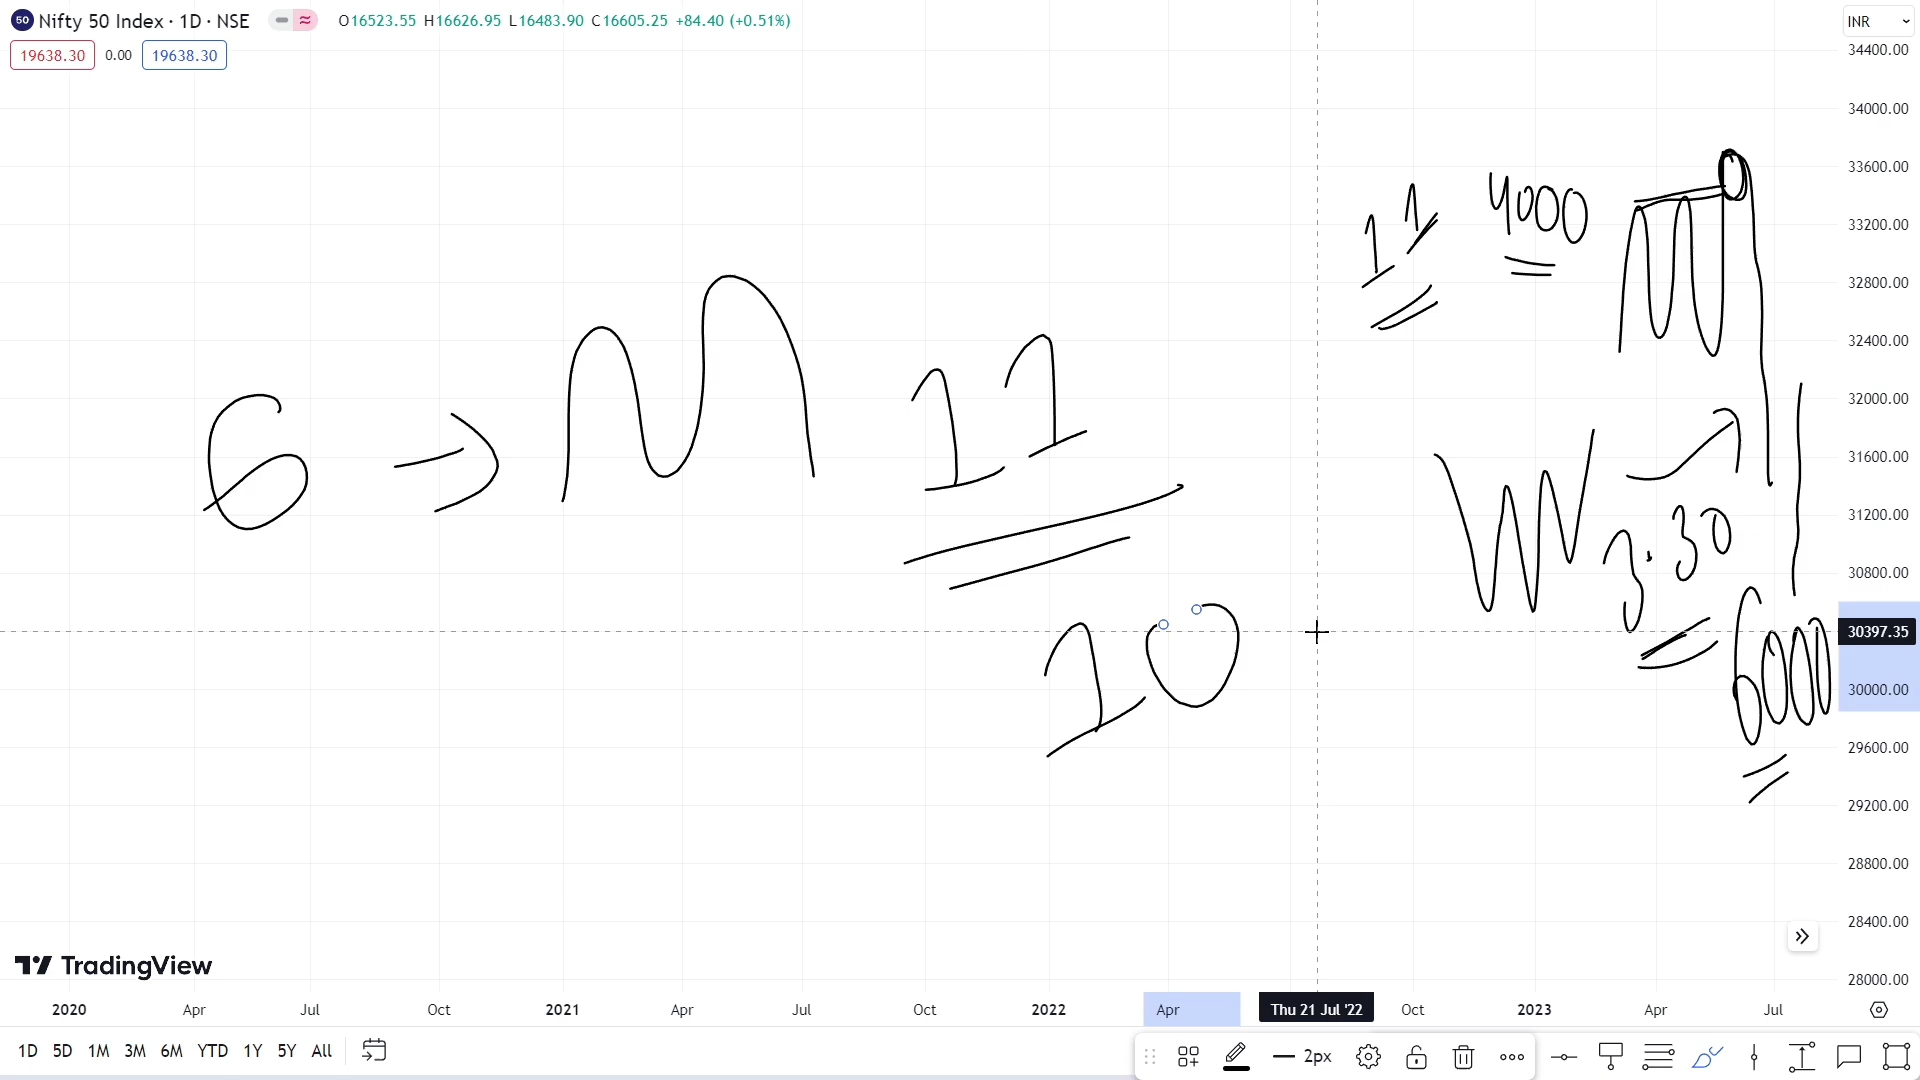 50 Nifty 50 Index · 1D · NSE O16523.55 H16626.95 L16483.90 C16605.25 +84.40 (+0.51%)
19638.30 0.00 19638.30
INR
34400.00
34000.00
33600.00
33200.00
32800.00
32400.00
32000.00
31600.00
31200.00
30800.00
30397.35
30000.00
29600.00
29200.00
28800.00
28400.00
28000.00
11 4000
6 → M 11
3.30
10
6000
TradingView
2020 Apr Jul Oct 2021 Apr Jul Oct 2022 Apr Thu 21 Jul '22 Oct 2023 Apr Jul
1D 5D 1M 3M 6M YTD 1Y 5Y All
2px